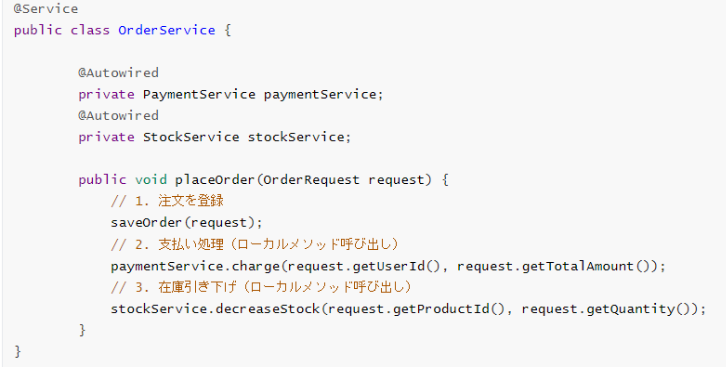 @Service
public class OrderService {
@Autowired
private PaymentService paymentService;
@Autowired
private StockService stockService;
public void placeOrder(OrderRequest request) {
// 1. 注文を登録
saveOrder(request);
// 2. 支払い処理（ローカルメソッド呼び出し）
paymentService.charge(request.getUserId(), request.getTotalAmount());
// 3. 在庫引き下げ（ローカルメソッド呼び出し）
stockService.decreaseStock(request.getProductId(), request.getQuantity());
}
}